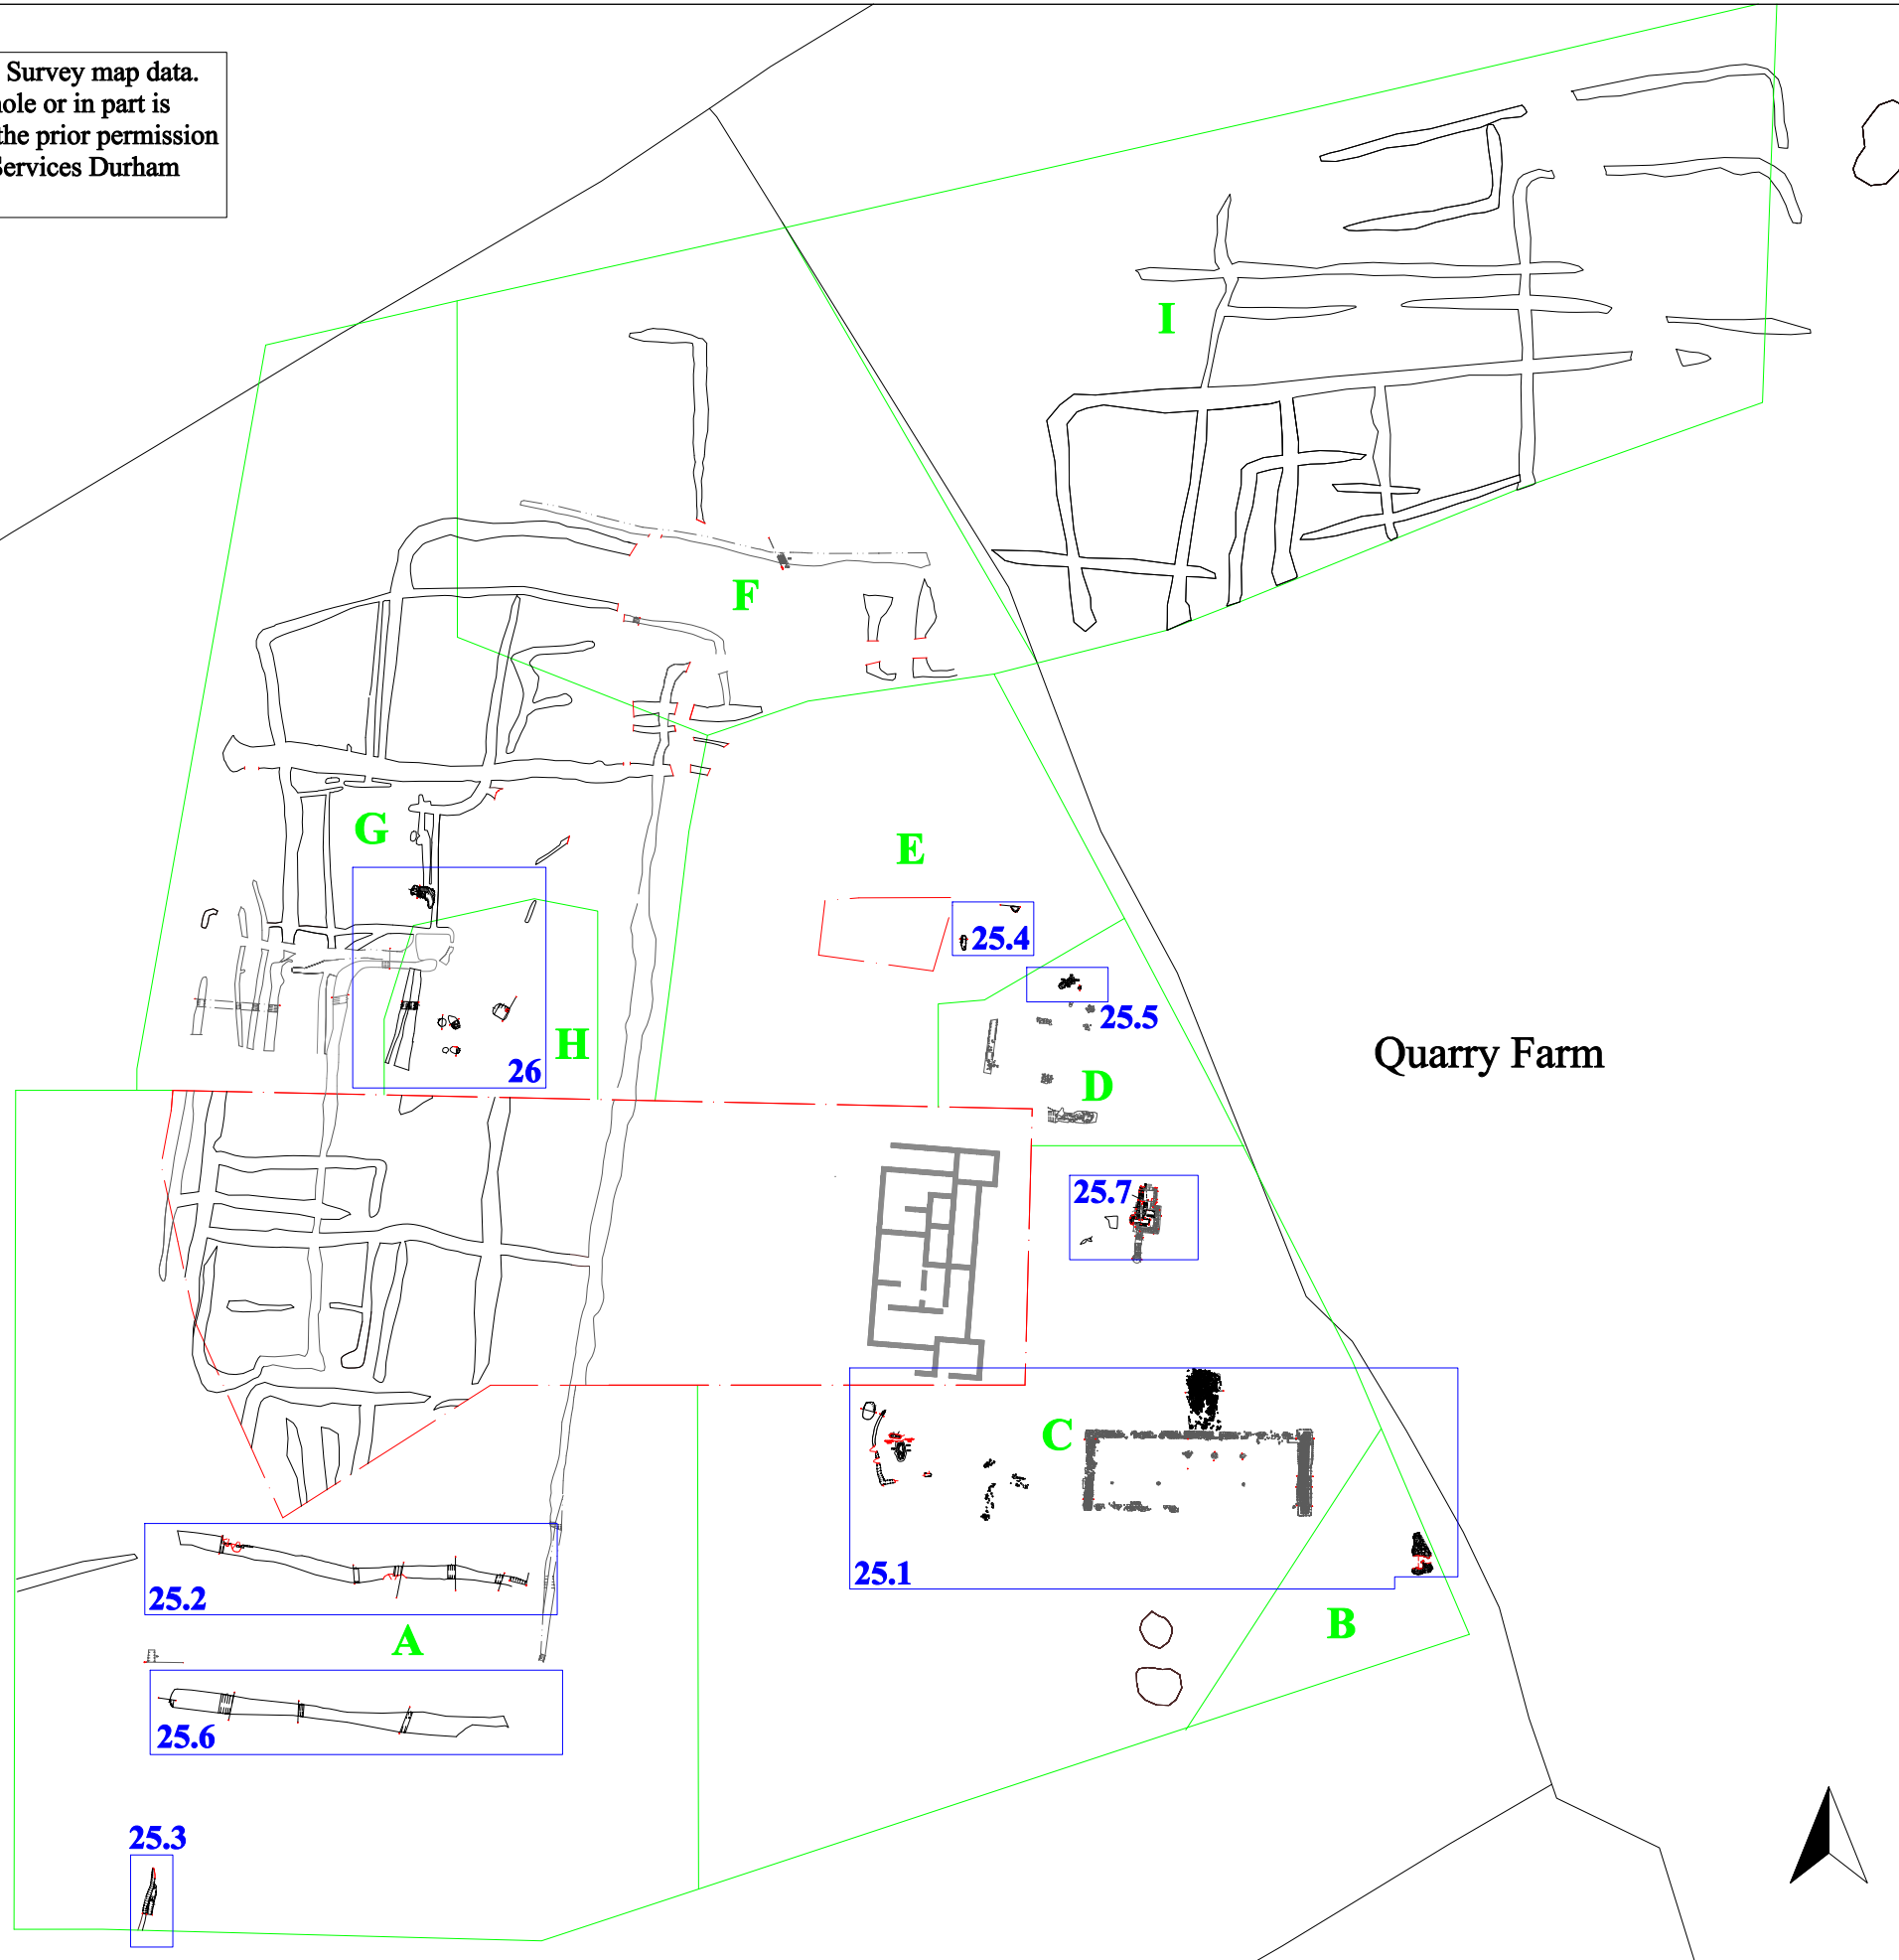 Survey map data.
ole or in part is
the prior permission
Services Durham
I
F
G
E
25.4
25.5
H
26
D
Quarry Farm
25.7
C
25.1
25.2
A
B
25.6
25.3